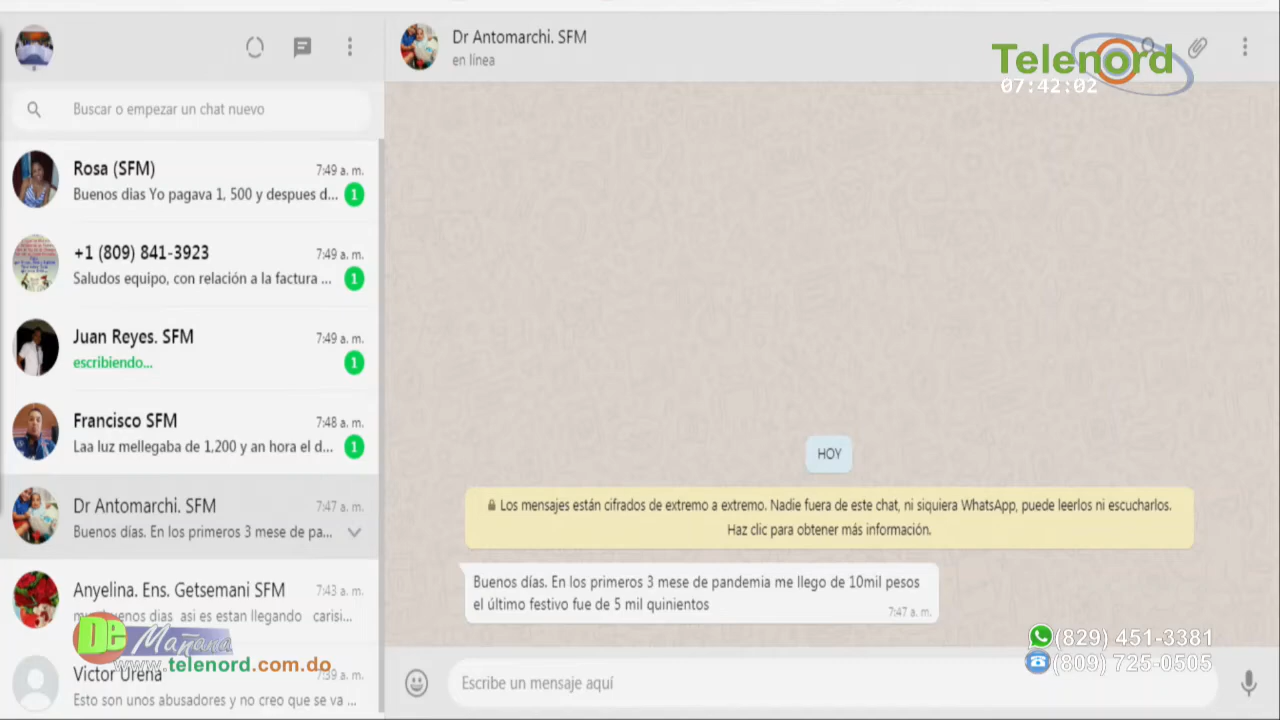 Dr Antomarchi. SFM
en línea
Telenord
07:42:02
Buscar o empezar un chat nuevo
Rosa (SFM)
7:49 a. m.
Buenos días Yo pagava 1, 500 y despues d...
1
+1 (809) 841-3923
7:49 a. m.
Saludos equipo, con relación a la factura ...
1
Juan Reyes. SFM
7:49 a. m.
escribiendo...
1
Francisco SFM
7:48 a. m.
Laa luz mellegaba de 1,200 y an hora el d...
1
Dr Antomarchi. SFM
7:47 a. m.
Buenos días. En los primeros 3 mese de pa...
Anyelina. Ens. Getsemani SFM
7:43 a. m.
buenos dias asi es estan llegando carisi...
De Mañana
www.telenord.com.do
Victor Ureña
7:39 a. m.
Esto son unos abusadores y no creo que se va ...
HOY
Los mensajes están cifrados de extremo a extremo. Nadie fuera de este chat, ni siquiera WhatsApp, puede leerlos ni escucharlos.
Haz clic para obtener más información.
Buenos días. En los primeros 3 mese de pandemia me llego de 10mil pesos
el último festivo fue de 5 mil quinientos
7:47 a. m.
(829) 451-3381
(809) 725-0505
Escribe un mensaje aquí